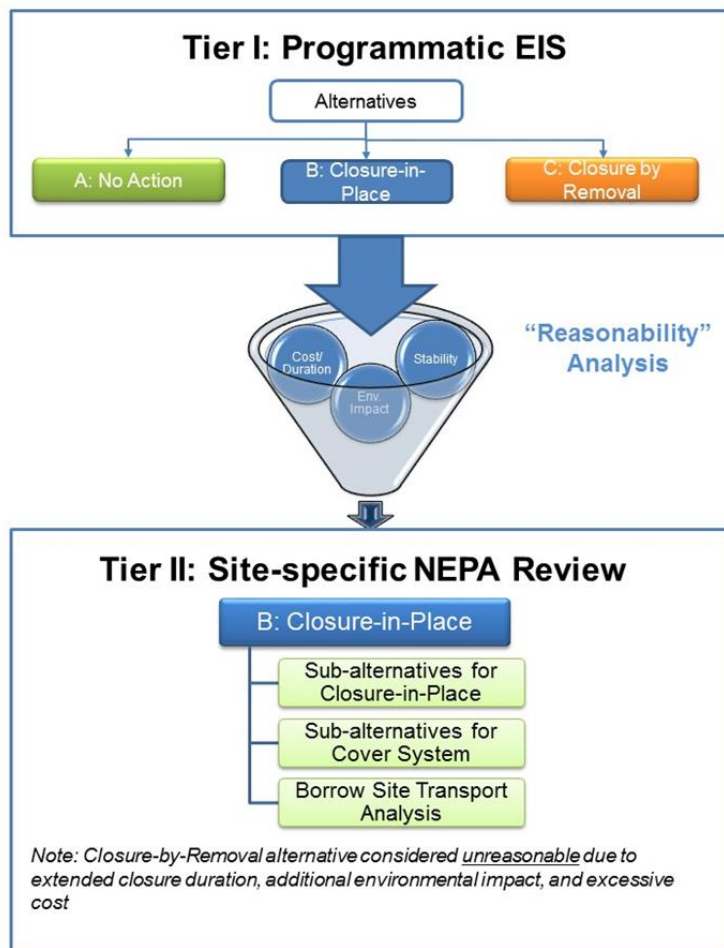 Tier I: Programmatic EIS
Alternatives
A: No Action
B: Closure-in-
Place
C: Closure by
Removal
"Reasonability"
Analysis
Cost/
Duration
Stability
Env.
Impact
Tier II: Site-specific NEPA Review
B: Closure-in-Place
Sub-alternatives for
Closure-in-Place
Sub-alternatives for
Cover System
Borrow Site Transport
Analysis
Note: Closure-by-Removal alternative considered unreasonable due to
extended closure duration, additional environmental impact, and excessive
cost